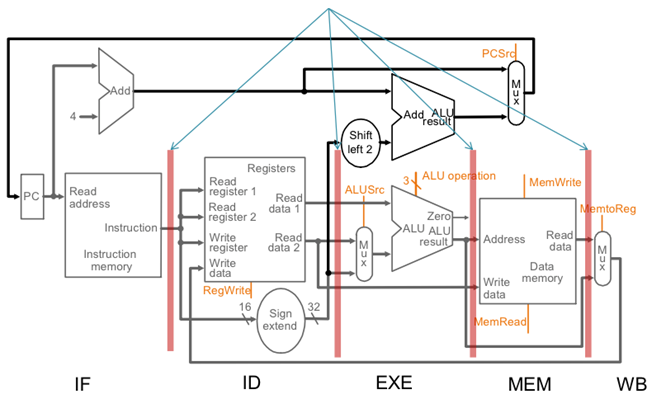 PCSrc
Add
4
Mux
Add ALU
result
Shift
left 2
Registers
Read
register 1
Read
register 2
Write
register
Write
data
Read
data 1
Read
data 2
RegWrite
PC
Read
address
Instruction
Instruction
memory
3
ALU operation
ALUSrc
Mux
Zero
ALU ALU
result
MemWrite
MemtoReg
Address
Read
data
Data
memory
Write
data
Mux
MemRead
16
Sign
extend
32
IF
ID
EXE
MEM
WB